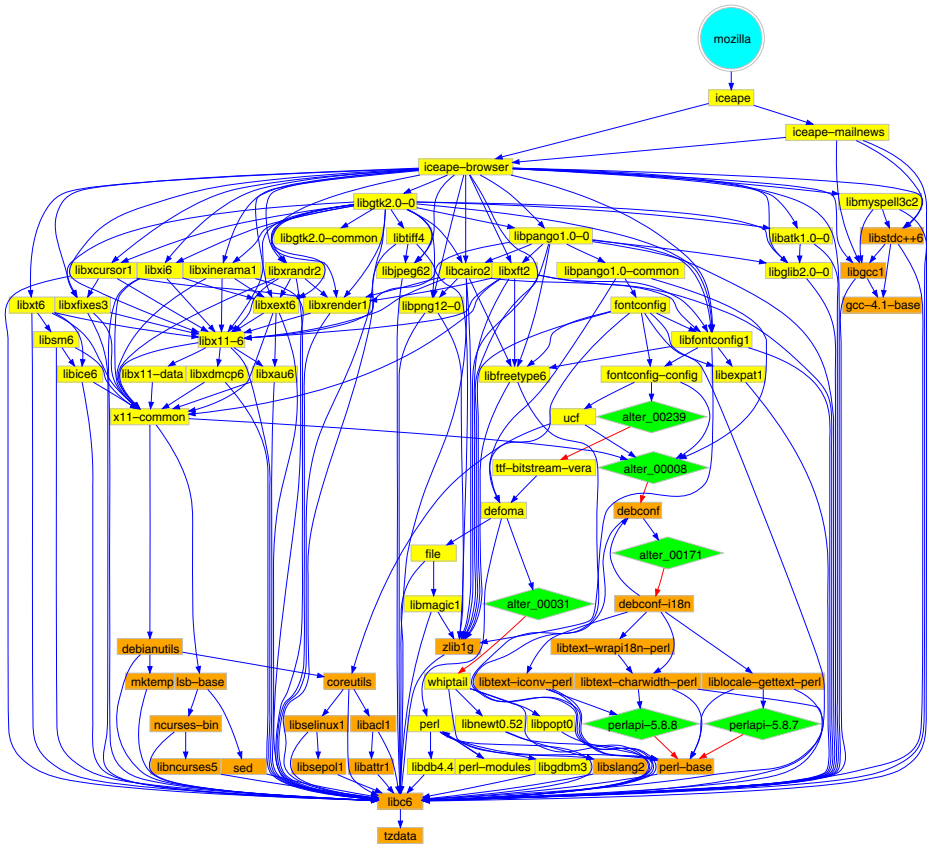 mozilla
iceape
iceape–mailnews
iceape–browser
libgtk2.0–0
libmyspell3c2
libgtk2.0–common
libtiff4
libpango1.0–0
libatk1.0–0
libstdc++6
libxcursor1
libxi6
libxinerama1
libxrandr2
libjpeg62
libcairo2
libxft2
libpango1.0–common
libglib2.0–0
libgcc1
libxt6
libxfixes3
libxext6
libxrender1
libpng12–0
fontconfig
gcc–4.1–base
libsm6
libx11–6
libfontconfig1
libice6
libx11–data
libxdmcp6
libxau6
libfreetype6
fontconfig–config
libexpat1
x11–common
ucf
alter_00239
ttf–bitstream–vera
alter_00008
defoma
debconf
file
alter_00171
libmagic1
alter_00031
debconf–i18n
debianutils
zlib1g
libtext–wrapi18n–perl
mktemp
lsb–base
coreutils
whiptail
libtext–iconv–perl
libtext–charwidth–perl
liblocale–gettext–perl
ncurses–bin
libselinux1
libacl1
perl
libnewt0.52
libpopt0
perlapi–5.8.8
perlapi–5.8.7
libncurses5
sed
libsepol1
libattr1
libdb4.4
perl–modules
libgdbm3
libslang2
perl–base
libc6
tzdata